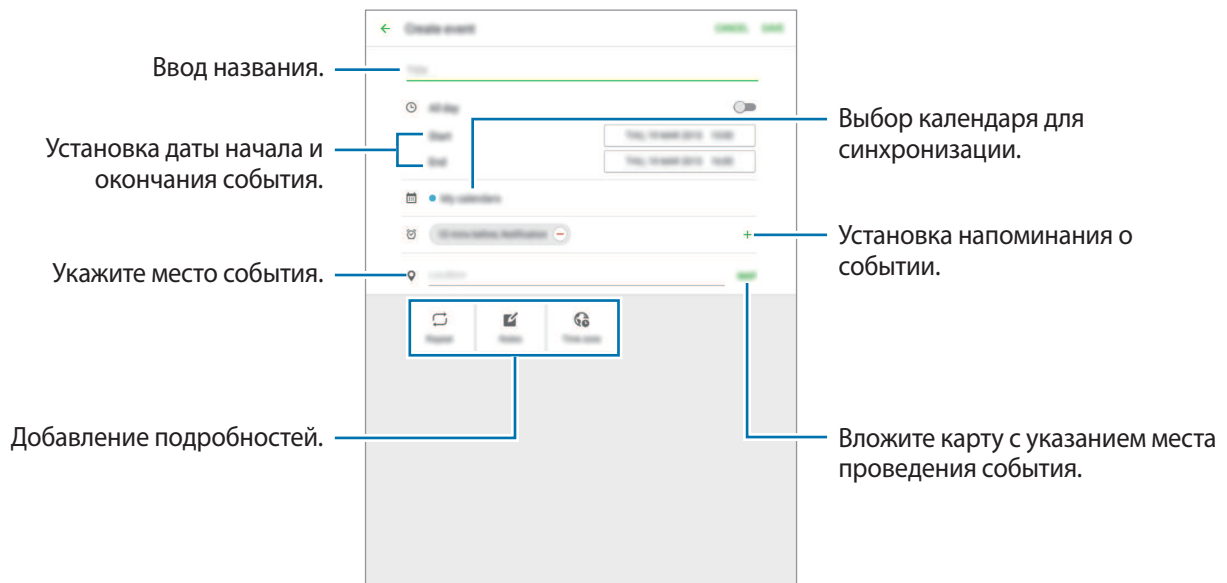 Create event
CANCEL SAVE
Ввод названия.
Title
All day
Start
End
Установка даты начала и
окончания события.
Выбор календаря для
синхронизации.
My calendars
Установка напоминания о
событии.
Укажите место события.
Location
MAP
Repeat Notes Time zone
Добавление подробностей.
Вложите карту с указанием места
проведения события.